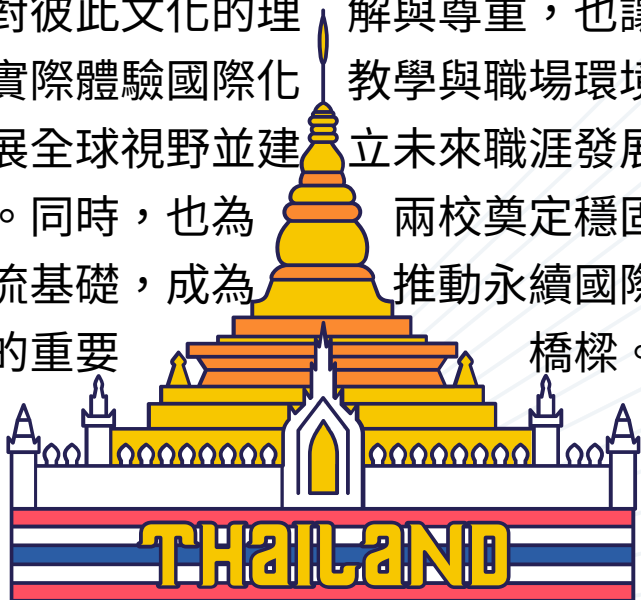 對彼此文化的理解與尊重，也讓
實際體驗國際化教學與職場環境
展全球視野並建立未來職涯發展
。同時，也為兩校奠定穩固
流基礎，成為推動永續國際
的重要橋樑。
THAILAND